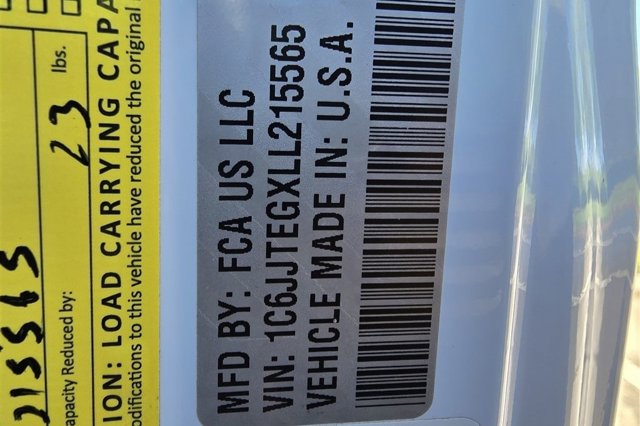 215565
apacity Reduced by: 23 lbs.
ION: LOAD CARRYING CAPA
odifications to this vehicle have reduced the original
MFD BY: FCA US LLC
VIN: 1C6JJTEGXLL215565
VEHICLE MADE IN: U.S.A.